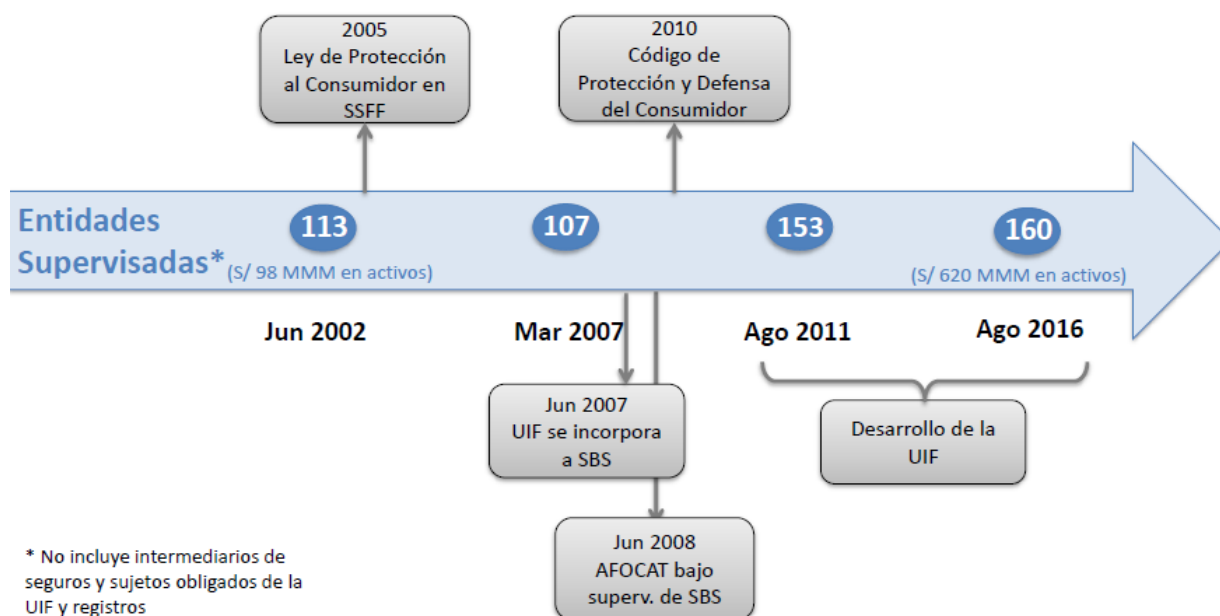 2005
Ley de Protección
al Consumidor en
SSFF
2010
Código de
Protección y Defensa
del Consumidor
Entidades
Supervisadas*
113
107
153
160
(S/ 98 MMM en activos)
(S/ 620 MMM en activos)
Jun 2002
Mar 2007
Ago 2011
Ago 2016
Jun 2007
UIF se incorpora
a SBS
Desarrollo de la
UIF
Jun 2008
AFOCAT bajo
superv. de SBS
* No incluye intermediarios de
seguros y sujetos obligados de la
UIF y registros